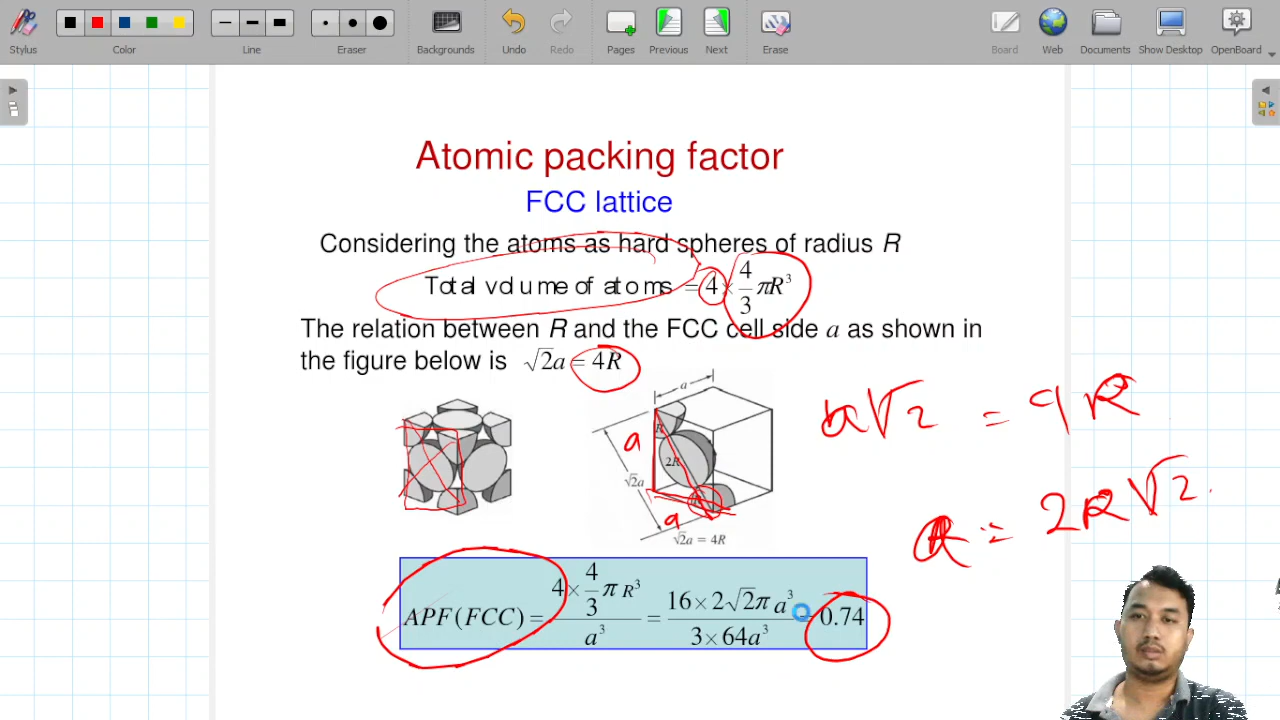 Stylus Color Line Eraser Backgrounds Undo Redo Pages Previous Next Erase Board Web Documents Show Desktop OpenBoard
Atomic packing factor
FCC lattice
Considering the atoms as hard spheres of radius R
Total volume of atoms = 4 × 4/3 πR³
The relation between R and the FCC cell side a as shown in
the figure below is √2a = 4R
a
R
a
2R
√2a
R
a
√2a = 4R
a√2 = 4R
a = 2R√2
APF(FCC) = (4 × 4/3 π R³)/a³ = (16 × 2√2π a³)/(3 × 64a³) = 0.74